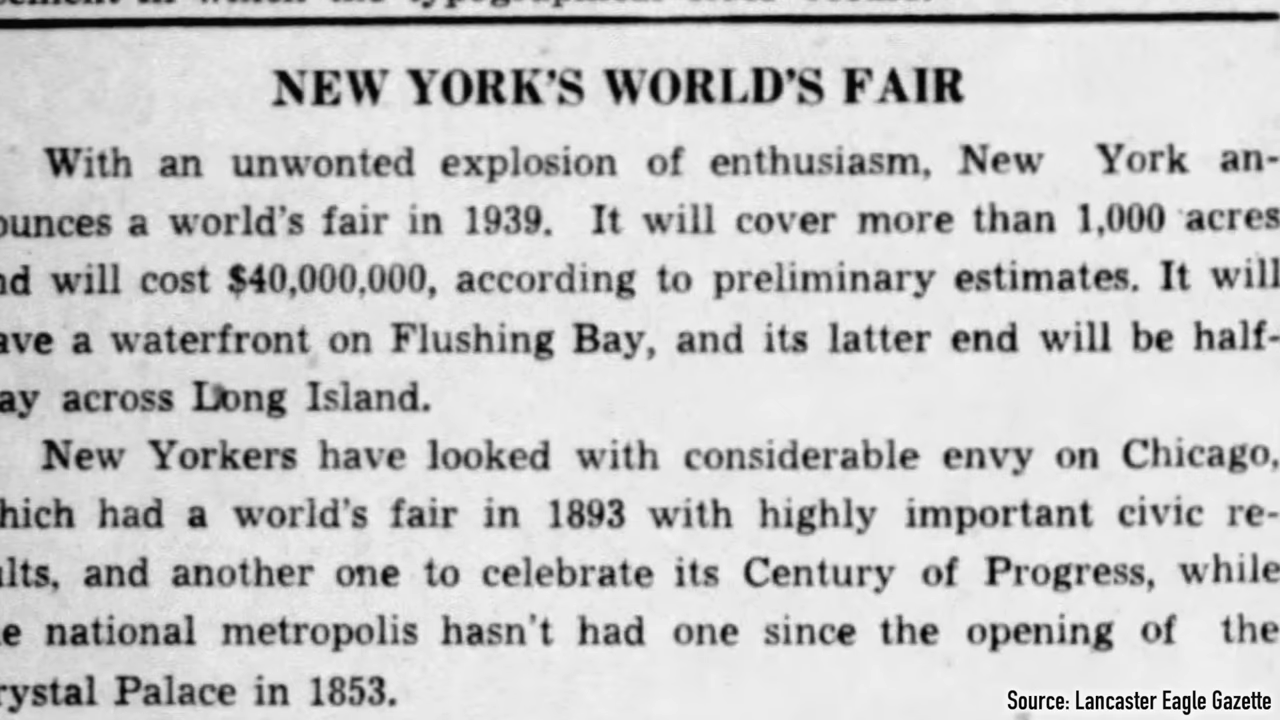 NEW YORK'S WORLD'S FAIR
With an unwonted explosion of enthusiasm, New York an-
ounces a world's fair in 1939. It will cover more than 1,000 acres
nd will cost $40,000,000, according to preliminary estimates. It will
ave a waterfront on Flushing Bay, and its latter end will be half-
ay across Long Island.
New Yorkers have looked with considerable envy on Chicago,
hich had a world's fair in 1893 with highly important civic re-
ults, and another one to celebrate its Century of Progress, while
e national metropolis hasn't had one since the opening of the
rystal Palace in 1853.
Source: Lancaster Eagle Gazette